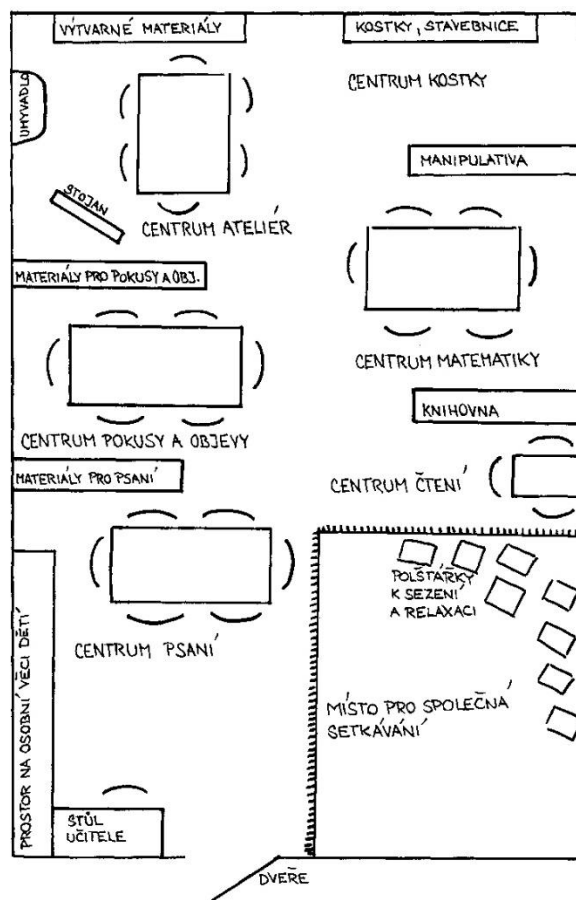 VÝTVARNÉ MATERIÁLY
KOSTKY, STAVEBNICE
CENTRUM KOSTKY
UMYVADLO
MANIPULATIVA
STOJAN
CENTRUM ATELIÉR
MATERIÁLY PRO POKUSY A OBJ.
CENTRUM MATEMATIKY
KNIHOVNA
CENTRUM POKUSY A OBJEVY
MATERIÁLY PRO PSANÍ
CENTRUM ČTENÍ
POLŠTÁŘKY
K SEZENÍ
A RELAXACI
CENTRUM PSANÍ
PROSTOR NA OSOBNÍ VĚCI DĚTÍ
MÍSTO PRO SPOLEČNÁ
SETKÁVÁNÍ
STŮL
UČITELE
DVEŘE